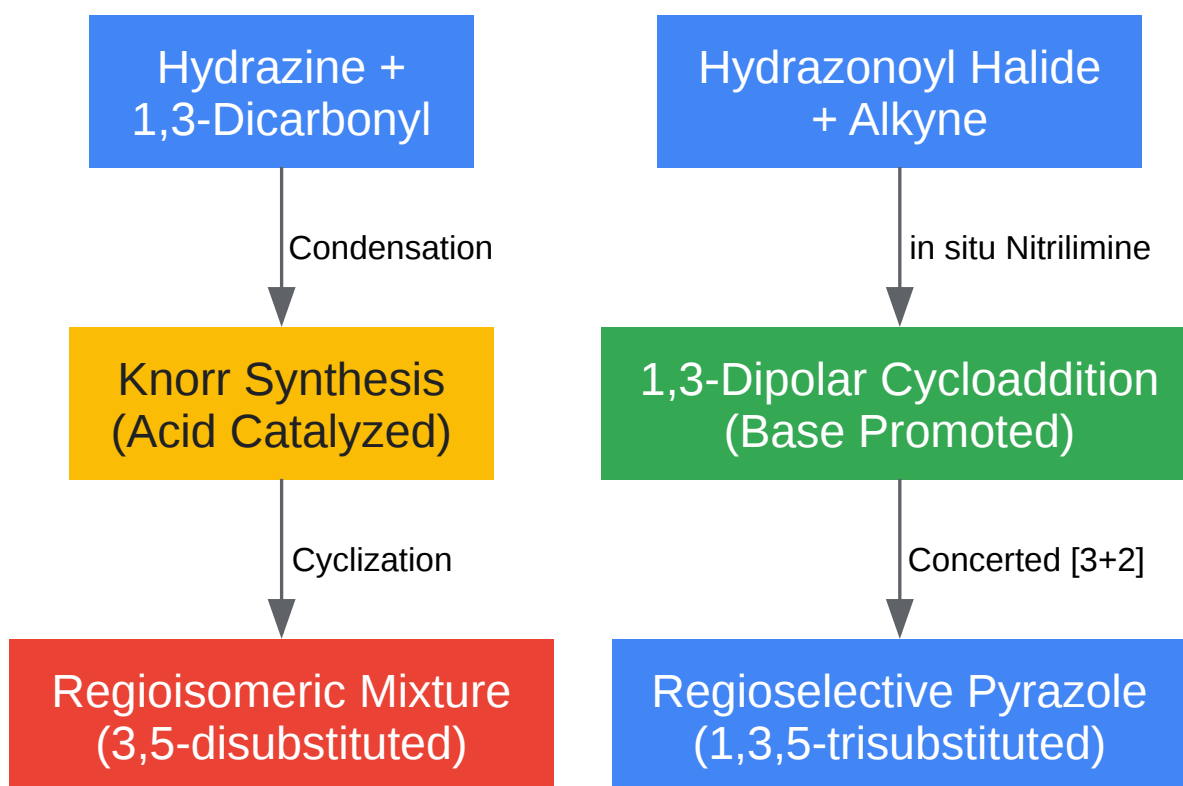 Hydrazine +
1,3-Dicarbonyl
Condensation
Knorr Synthesis
(Acid Catalyzed)
Cyclization
Regioisomeric Mixture
(3,5-disubstituted)
Hydrazonoyl Halide
+ Alkyne
in situ Nitrilimine
1,3-Dipolar Cycloaddition
(Base Promoted)
Concerted [3+2]
Regioselective Pyrazole
(1,3,5-trisubstituted)